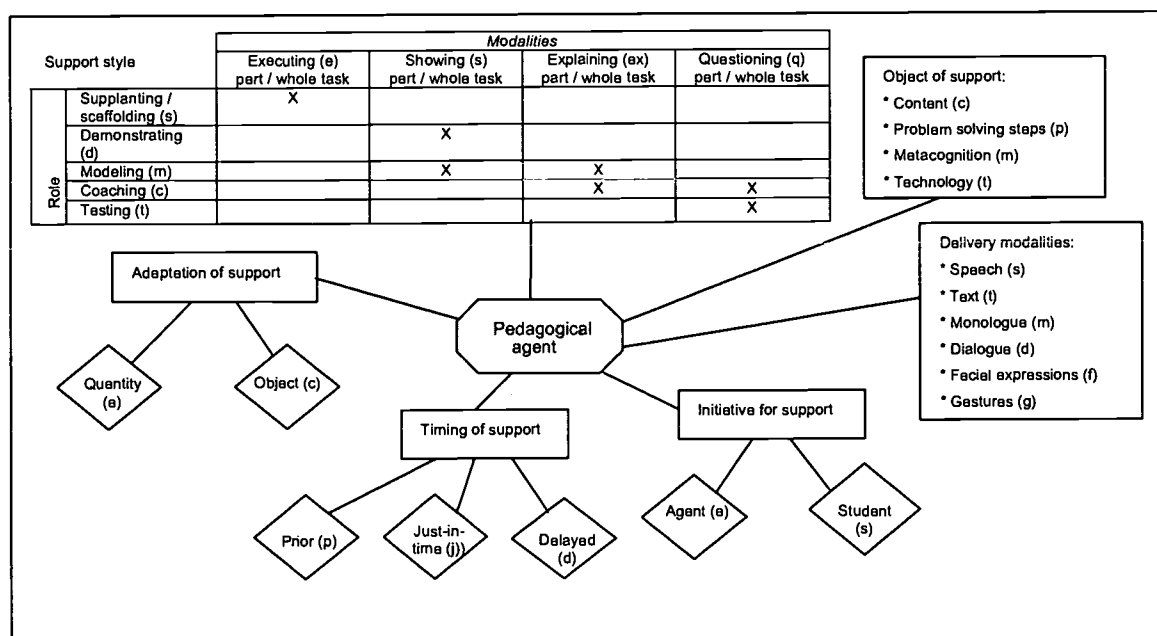 Modalities
Support style
Executing (e)
part / whole task
Showing (s)
part / whole task
Explaining (ex)
part / whole task
Questioning (q)
part / whole task
Role
Supplanting /
scaffolding (s)
X
Demonstrating
(d)
X
Modeling (m)
X
X
Coaching (c)
X
X
Testing (t)
X
Object of support:
* Content (c)
* Problem solving steps (p)
* Metacognition (m)
* Technology (t)
Delivery modalities:
* Speech (s)
* Text (t)
* Monologue (m)
* Dialogue (d)
* Facial expressions (f)
* Gestures (g)
Adaptation of support
Pedagogical
agent
Quantity
(a)
Object (c)
Timing of support
Initiative for support
Prior (p)
Just-in-
time (j))
Delayed
(d)
Agent (a)
Student
(s)